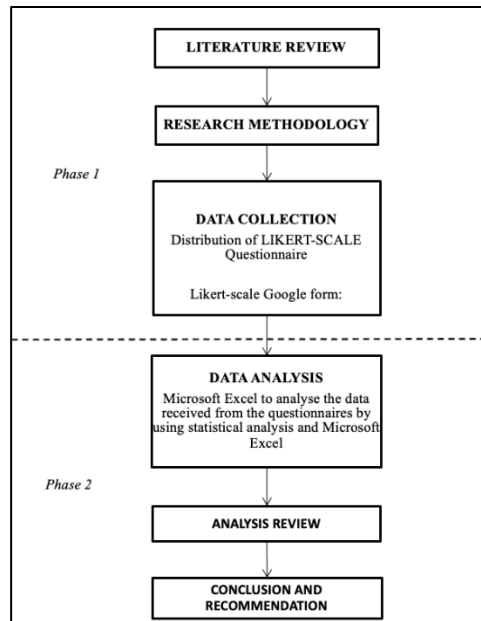 LITERATURE REVIEW
RESEARCH METHODOLOGY
Phase 1
DATA COLLECTION
Distribution of LIKERT-SCALE
Questionnaire
Likert-scale Google form:
DATA ANALYSIS
Microsoft Excel to analyse the data
received from the questionnaires by
using statistical analysis and Microsoft
Excel
Phase 2
ANALYSIS REVIEW
CONCLUSION AND
RECOMMENDATION